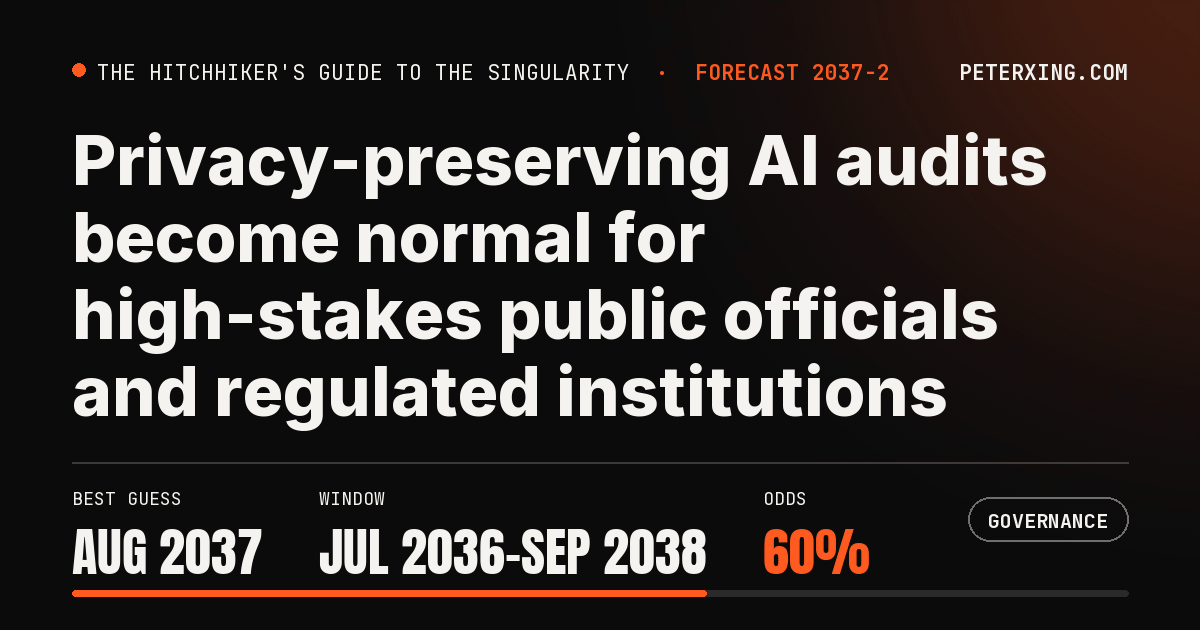 THE HITCHHIKER'S GUIDE TO THE SINGULARITY · FORECAST 2037-2 PETERXING.COM
Privacy-preserving AI audits
become normal for
high-stakes public officials
and regulated institutions
BEST GUESS WINDOW ODDS
AUG 2037 JUL 2036-SEP 2038 60% GOVERNANCE